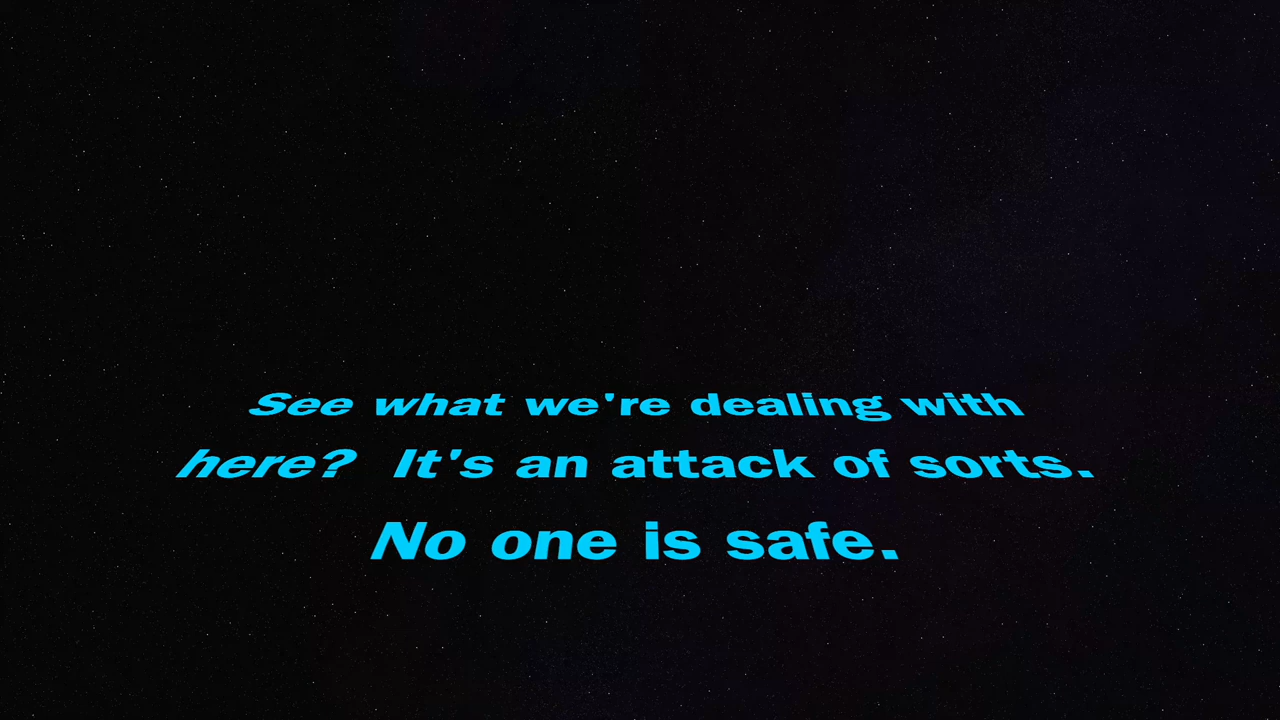 See what we're dealing with
here?  It's an attack of sorts.
No one is safe.